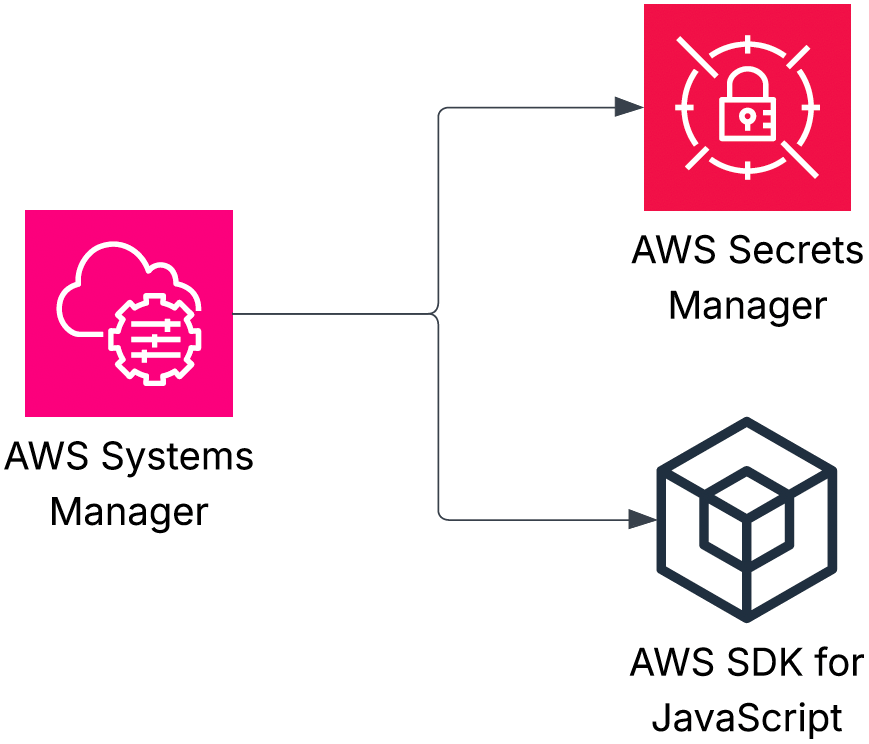 AWS Secrets
Manager
AWS Systems
Manager
AWS SDK for
JavaScript